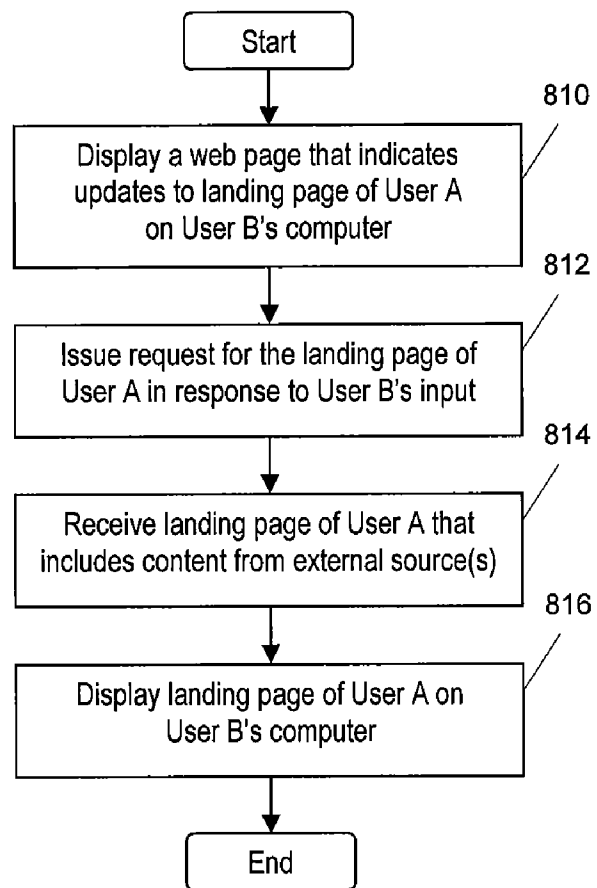 Start
810
Display a web page that indicates
updates to landing page of User A
on User B's computer
812
Issue request for the landing page of
User A in response to User B's input
814
Receive landing page of User A that
includes content from external source(s)
816
Display landing page of User A on
User B's computer
End